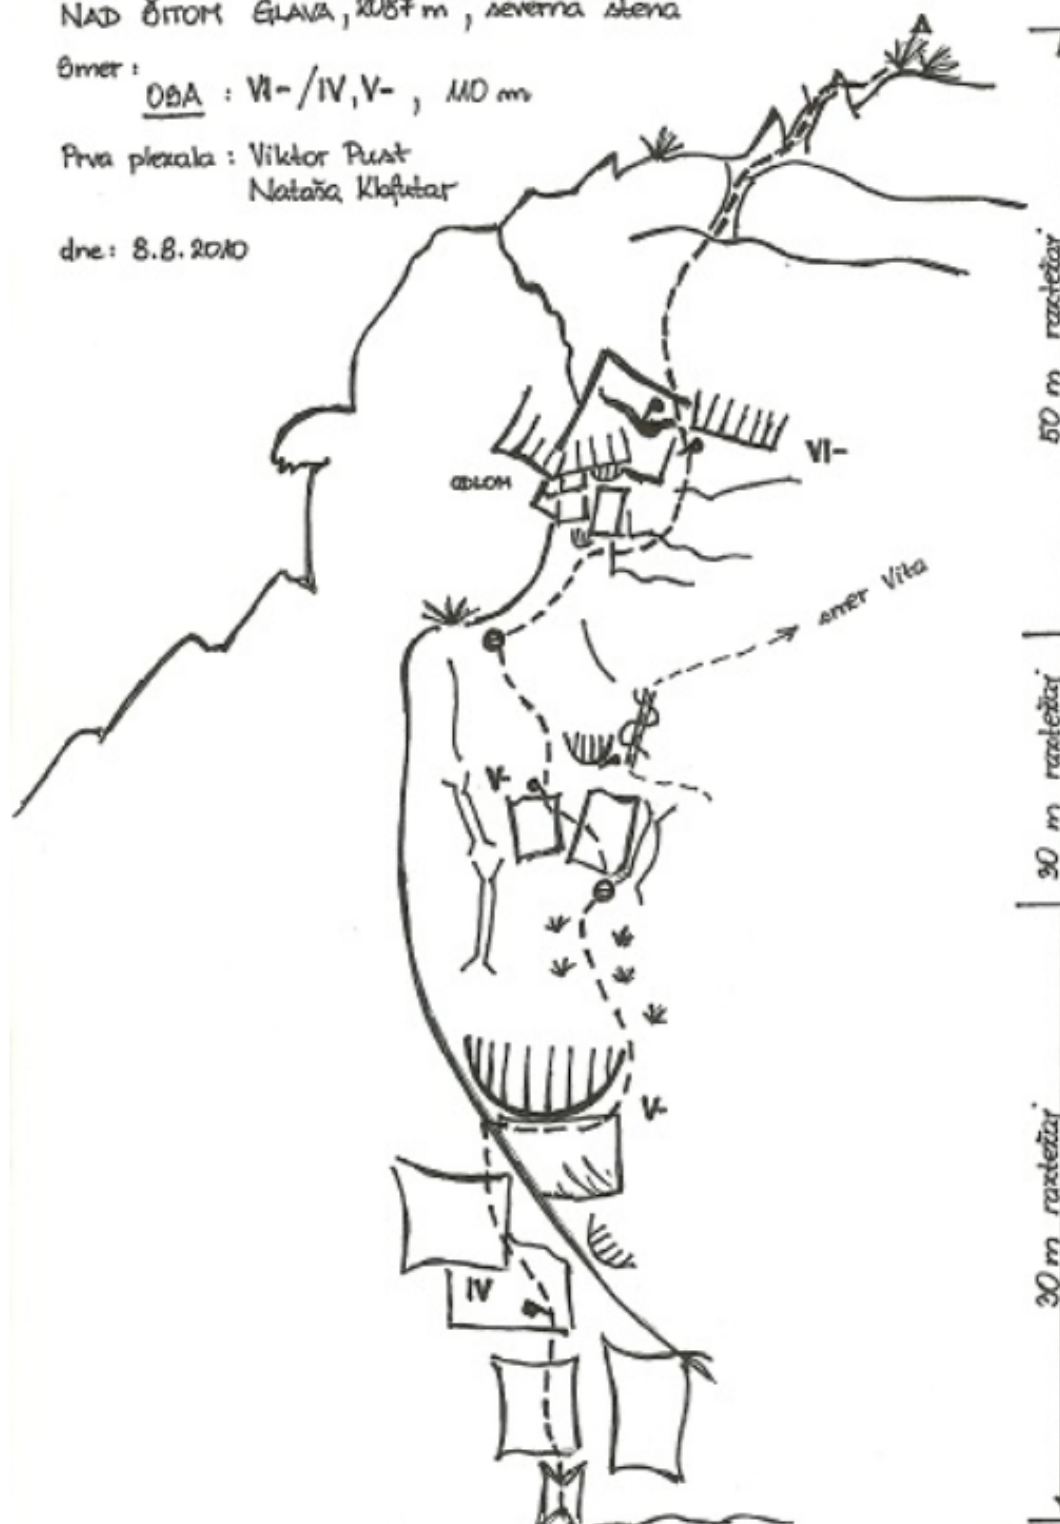 NAD ŠITOM GLAVA, 2087 m, severna stena
Smer:
OSA : VI-/IV, V-, 110 m
Prva plezala : Viktor Pust
Nataša Klofutar
dne: 8.8.2010
50 m raztežaj
VI-
ODLOM
smer Vita
V-
30 m raztežaj
V-
IV
30 m raztežaj